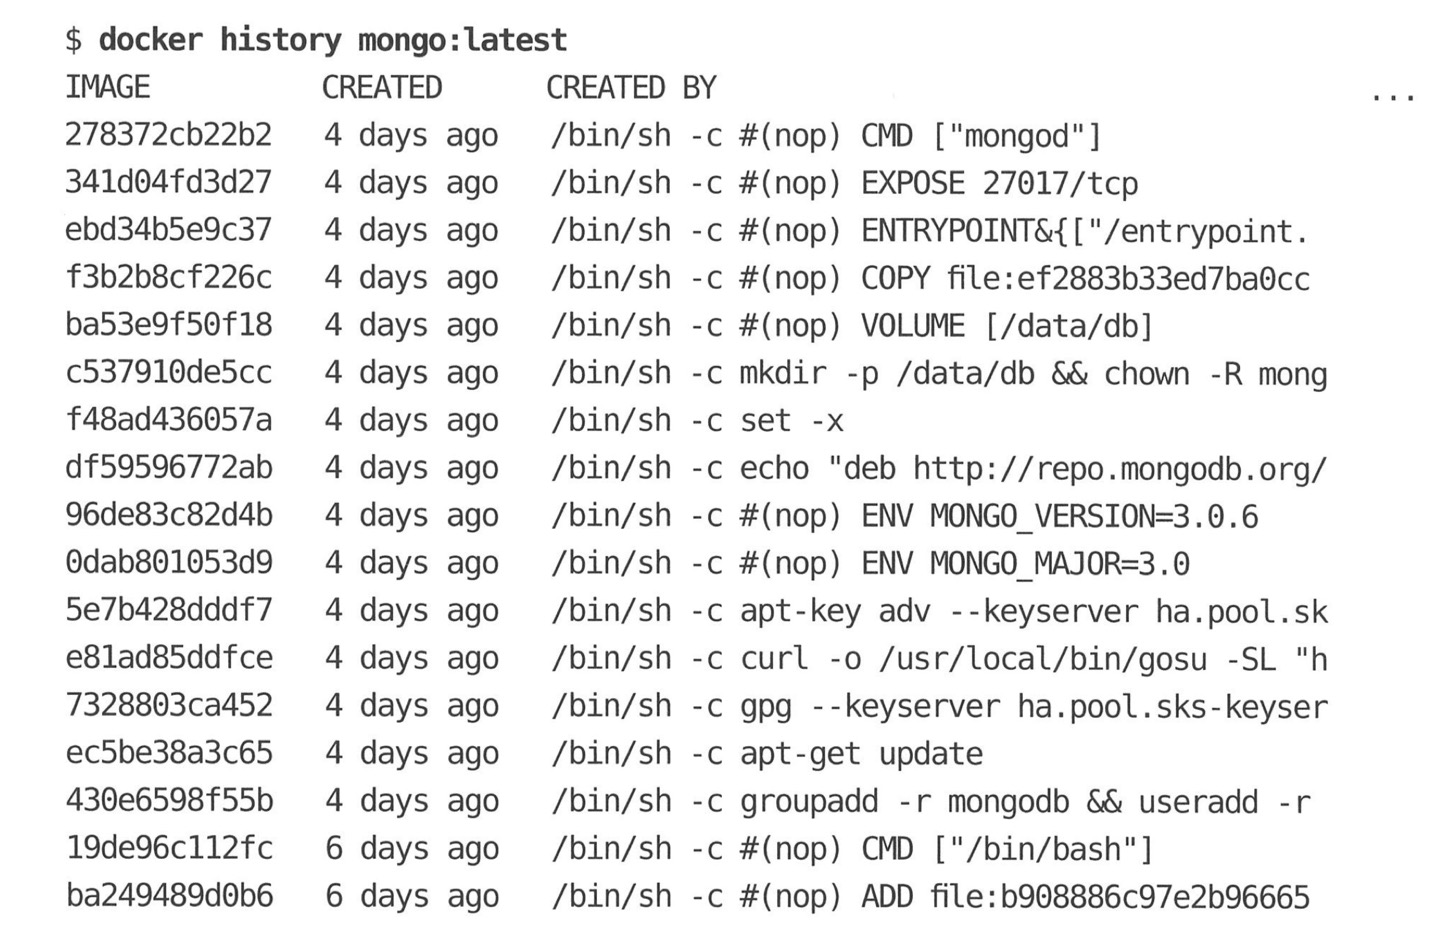 $ docker history mongo:latest
IMAGE CREATED CREATED BY ...
278372cb22b2 4 days ago /bin/sh -c #(nop) CMD ["mongod"]
341d04fd3d27 4 days ago /bin/sh -c #(nop) EXPOSE 27017/tcp
ebd34b5e9c37 4 days ago /bin/sh -c #(nop) ENTRYPOINT&{["/entrypoint.
f3b2b8cf226c 4 days ago /bin/sh -c #(nop) COPY file:ef2883b33ed7ba0cc
ba53e9f50f18 4 days ago /bin/sh -c #(nop) VOLUME [/data/db]
c537910de5cc 4 days ago /bin/sh -c mkdir -p /data/db && chown -R mong
f48ad436057a 4 days ago /bin/sh -c set -x
df59596772ab 4 days ago /bin/sh -c echo "deb http://repo.mongodb.org/
96de83c82d4b 4 days ago /bin/sh -c #(nop) ENV MONGO_VERSION=3.0.6
0dab801053d9 4 days ago /bin/sh -c #(nop) ENV MONGO_MAJOR=3.0
5e7b428dddf7 4 days ago /bin/sh -c apt-key adv --keyserver ha.pool.sk
e81ad85ddfce 4 days ago /bin/sh -c curl -o /usr/local/bin/gosu -SL "h
7328803ca452 4 days ago /bin/sh -c gpg --keyserver ha.pool.sks-keyser
ec5be38a3c65 4 days ago /bin/sh -c apt-get update
430e6598f55b 4 days ago /bin/sh -c groupadd -r mongodb && useradd -r
19de96c112fc 6 days ago /bin/sh -c #(nop) CMD ["/bin/bash"]
ba249489d0b6 6 days ago /bin/sh -c #(nop) ADD file:b908886c97e2b96665